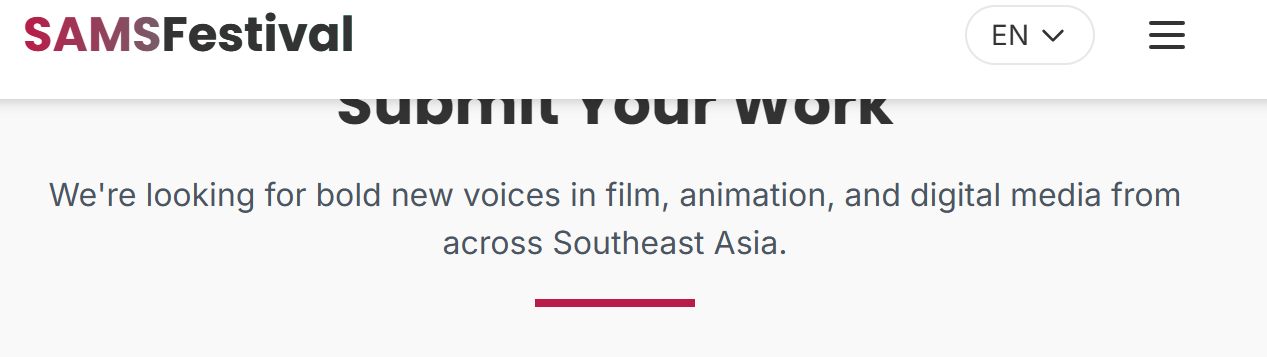 SAMSFestival
EN
Submit Your Work
We're looking for bold new voices in film, animation, and digital media from
across Southeast Asia.